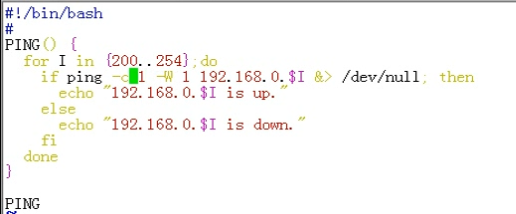 #!/bin/bash
#
PING() {
  for I in {200..254};do
    if ping -c 1 -W 1 192.168.0.$I &> /dev/null; then
      echo "192.168.0.$I is up."
    else
      echo "192.168.0.$I is down."
    fi
  done
}

PING